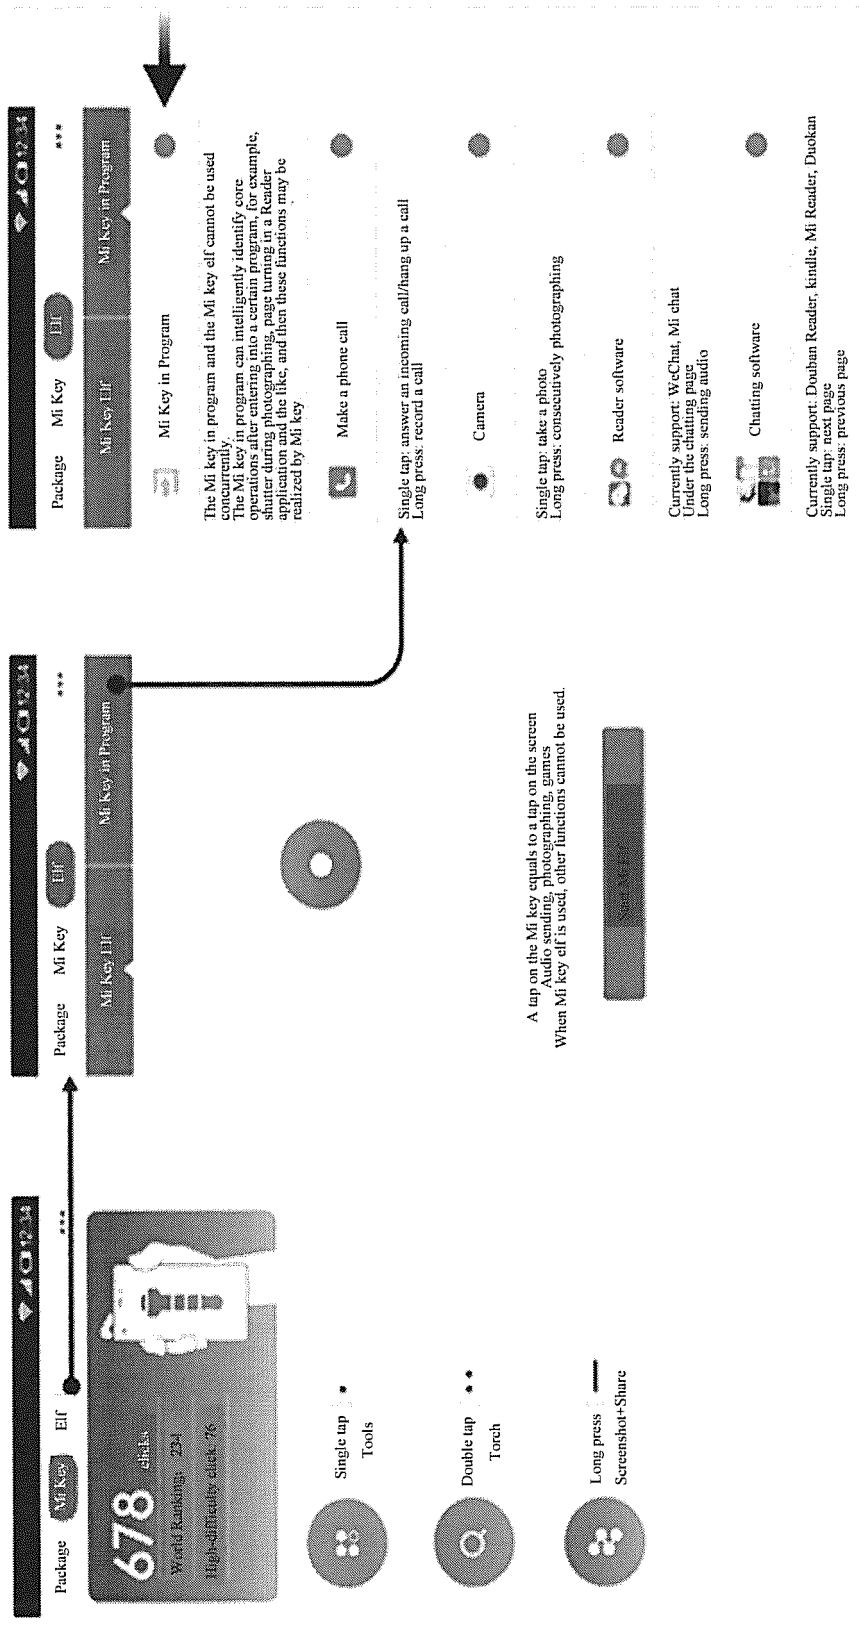 12:34
Package Mi Key Elf
678 clicks
World Ranking: 234
High-difficulty click 76
Single tap
Tools
Double tap
Torch
Long press
Screenshot+Share
12:34
Package Mi Key Elf
Mi Key Elf Mi Key in Program
A tap on the Mi key equals to a tap on the screen
Audio sending, photographing, games
When Mi key elf is used, other functions cannot be used.
12:34
Package Mi Key Elf
Mi Key Elf Mi Key in Program
Mi Key in Program
The Mi key in program and the Mi key elf cannot be used
concurrently.
The Mi key in program can intelligently identify core
operations after entering into a certain program, for example,
shutter during photographing, page turning in a Reader
application and the like, and then these functions may be
realized by Mi key
Make a phone call
Single tap: answer an incoming call/hang up a call
Long press: record a call
Camera
Single tap: take a photo
Long press: consecutively photographing
Reader software
Currently support: WeChat, Mi chat
Under the chatting page
Long press: sending audio
Chatting software
Currently support: Douban Reader, kindle, Mi Reader, Duokan
Single tap: next page
Long press: previous page